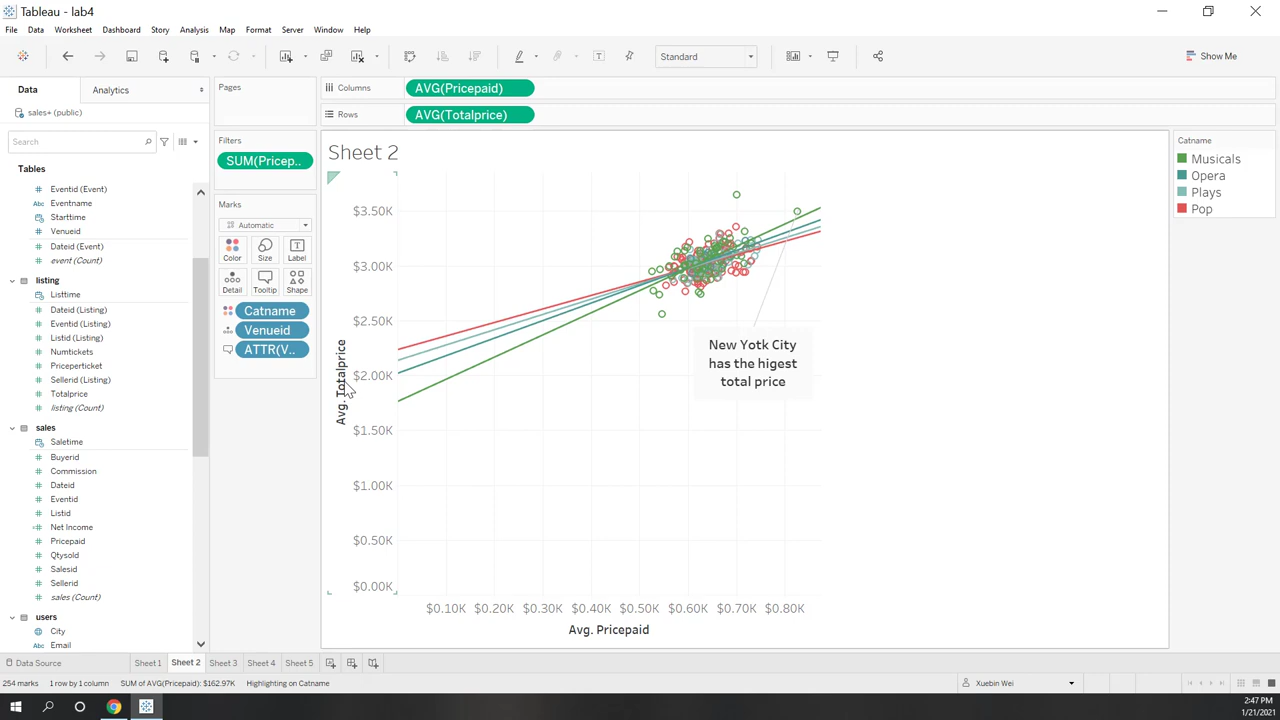 Tableau - lab4
File Data Worksheet Dashboard Story Analysis Map Format Server Window Help
Standard
Show Me
Data Analytics
sales+ (public)
Search
Tables
Eventid (Event)
Eventname
Starttime
Venueid
Dateid (Event)
event (Count)
listing
Listtime
Dateid (Listing)
Eventid (Listing)
Listid (Listing)
Numtickets
Priceperticket
Sellerid (Listing)
Totalprice
listing (Count)
sales
Saletime
Buyerid
Commission
Dateid
Eventid
Listid
Net Income
Pricepaid
Qtysold
Salesid
Sellerid
sales (Count)
users
City
Email
Pages
Filters
SUM(Pricep..
Marks
Automatic
Color Size Label
Detail Tooltip Shape
Catname
Venueid
ATTR(V..
Columns AVG(Pricepaid)
Rows AVG(Totalprice)
Sheet 2
Avg. Totalprice
$3.50K
$3.00K
$2.50K
$2.00K
$1.50K
$1.00K
$0.50K
$0.00K
New Yotk City
has the higest
total price
$0.10K $0.20K $0.30K $0.40K $0.50K $0.60K $0.70K $0.80K
Avg. Pricepaid
Catname
Musicals
Opera
Plays
Pop
Data Source Sheet 1 Sheet 2 Sheet 3 Sheet 4 Sheet 5
254 marks 1 row by 1 column SUM of AVG(Pricepaid): $162.97K Highlighting on Catname
Xuebin Wei
2:47 PM
1/21/2021